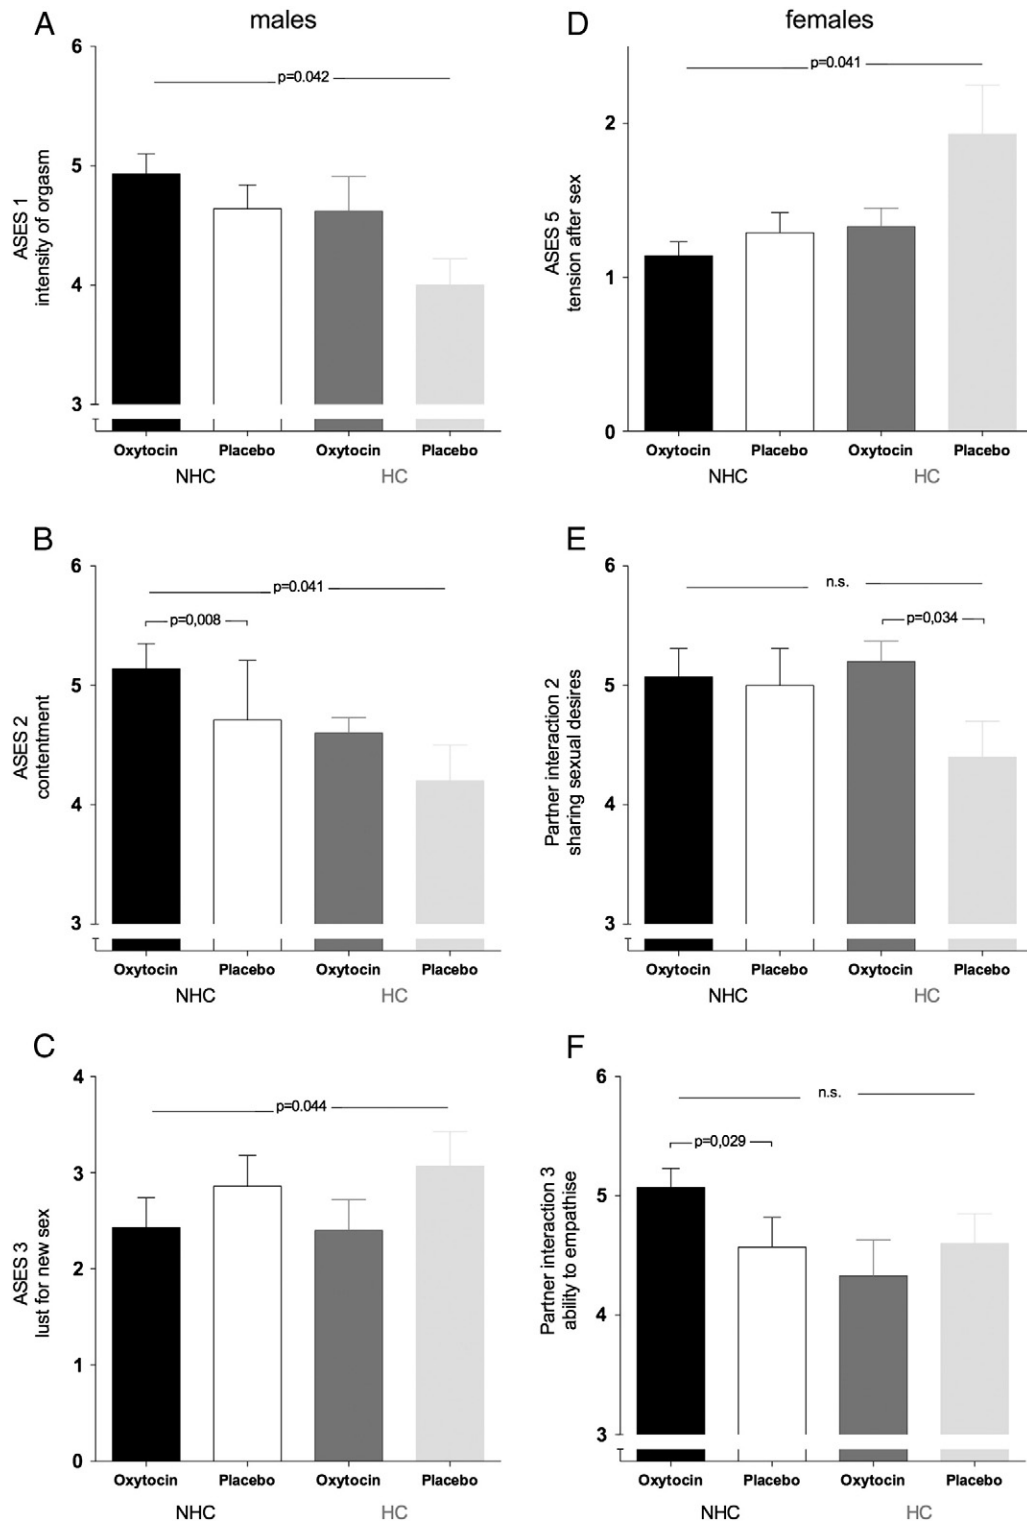 A
males
6
5
4
3
ASES 1
intensity of orgasm
p=0.042
Oxytocin Placebo Oxytocin Placebo
NHC HC
D
females
2
1
0
ASES 5
tension after sex
p=0.041
Oxytocin Placebo Oxytocin Placebo
NHC HC
B
6
5
4
3
ASES 2
contentment
p=0.041
p=0,008
Oxytocin Placebo Oxytocin Placebo
NHC HC
E
6
5
4
3
Partner interaction 2
sharing sexual desires
n.s.
p=0,034
Oxytocin Placebo Oxytocin Placebo
NHC HC
C
4
3
2
1
0
ASES 3
lust for new sex
p=0.044
Oxytocin Placebo Oxytocin Placebo
NHC HC
F
6
5
4
3
Partner interaction 3
ability to empathise
n.s.
p=0,029
Oxytocin Placebo Oxytocin Placebo
NHC HC